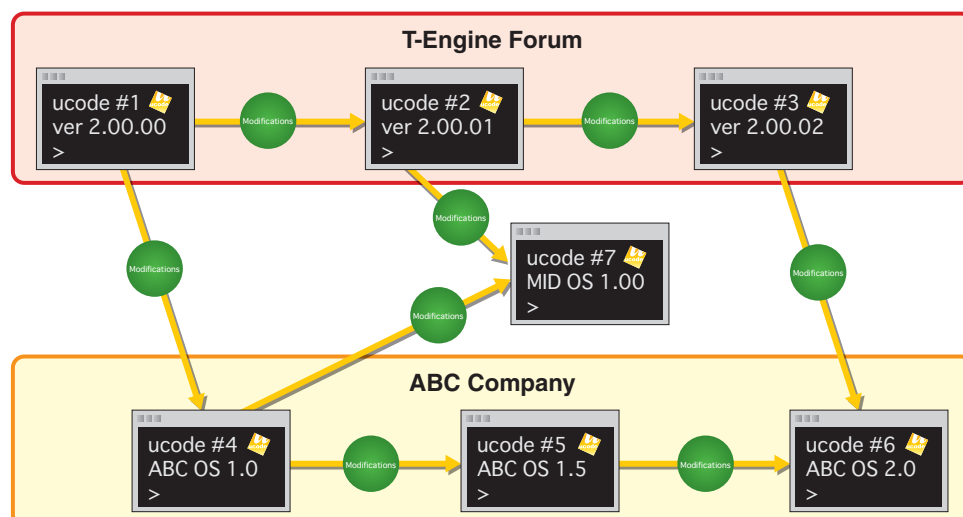 T-Engine Forum
ucode #1
ver 2.00.00
>
Modifications
ucode #2
ver 2.00.01
>
Modifications
ucode #3
ver 2.00.02
>
Modifications
Modifications
Modifications
Modifications
ucode #7
MID OS 1.00
>
ABC Company
ucode #4
ABC OS 1.0
>
Modifications
ucode #5
ABC OS 1.5
>
Modifications
ucode #6
ABC OS 2.0
>